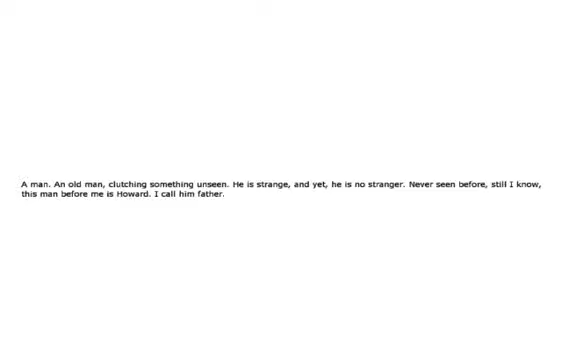 A man. An old man, clutching something unseen. He is strange, and yet, he is no stranger. Never seen before, still I know,
this man before me is Howard. I call him father.